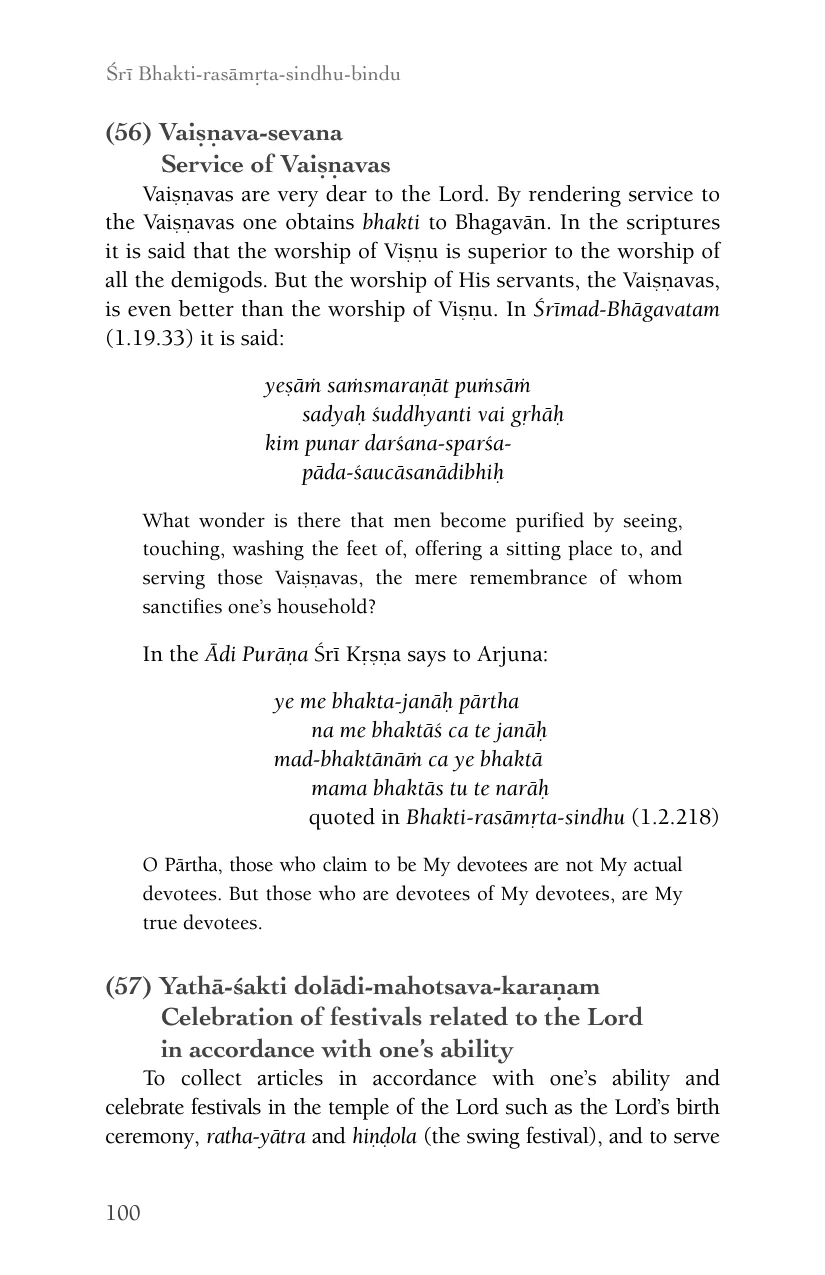 Śrī Bhakti-rasāmṛta-sindhu-bindu
(56) Vaiṣṇava-sevana
Service of Vaiṣṇavas
Vaiṣṇavas are very dear to the Lord. By rendering service to
the Vaiṣṇavas one obtains bhakti to Bhagavān. In the scriptures
it is said that the worship of Viṣṇu is superior to the worship of
all the demigods. But the worship of His servants, the Vaiṣṇavas,
is even better than the worship of Viṣṇu. In Śrīmad-Bhāgavatam
(1.19.33) it is said:
yeṣāṁ saṁsmaraṇāt puṁsāṁ
sadyaḥ śuddhyanti vai gṛhāḥ
kim punar darśana-sparśa-
pāda-śaucāsanādibhiḥ
What wonder is there that men become purified by seeing,
touching, washing the feet of, offering a sitting place to, and
serving those Vaiṣṇavas, the mere remembrance of whom
sanctifies one’s household?
In the Ādi Purāṇa Śrī Kṛṣṇa says to Arjuna:
ye me bhakta-janāḥ pārtha
na me bhaktāś ca te janāḥ
mad-bhaktānāṁ ca ye bhaktā
mama bhaktās tu te narāḥ
quoted in Bhakti-rasāmṛta-sindhu (1.2.218)
O Pārtha, those who claim to be My devotees are not My actual
devotees. But those who are devotees of My devotees, are My
true devotees.
(57) Yathā-śakti dolādi-mahotsava-karaṇam
Celebration of festivals related to the Lord
in accordance with one’s ability
To collect articles in accordance with one’s ability and
celebrate festivals in the temple of the Lord such as the Lord’s birth
ceremony, ratha-yātra and hiṇḍola (the swing festival), and to serve
100